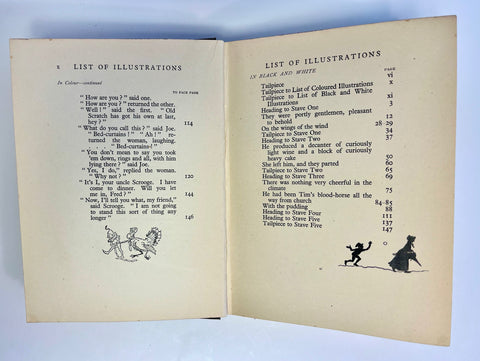 x LIST OF ILLUSTRATIONS
In Colour—continued
TO FACE PAGE
"How are you?" said one.
"How are you?" returned the other.
"Well!" said the first. "Old
Scratch has got his own at last,
hey?" 114
"What do you call this?" said Joe.
"Bed-curtains!" "Ah!" re-
turned the woman, laughing.
. . . "Bed-curtains!"
"You don't mean to say you took
'em down, rings and all, with him
lying there?" said Joe.
"Yes, I do," replied the woman.
"Why not?" 120
"It's I, your uncle Scrooge. I have
come to dinner. Will you let
me in, Fred?" 144
"Now, I'll tell you what, my friend,"
said Scrooge. "I am not going
to stand this sort of thing any
longer" 146
LIST OF ILLUSTRATIONS
IN BLACK AND WHITE
PAGE
Tailpiece vi
Tailpiece to List of Coloured Illustrations x
Tailpiece to List of Black and White
Illustrations xi
Heading to Stave One 3
They were portly gentlemen, pleasant
to behold 12
On the wings of the wind 28-29
Tailpiece to Stave One 34
Heading to Stave Two 37
He produced a decanter of curiously
light wine and a block of curiously
heavy cake 50
She left him, and they parted 60
Tailpiece to Stave Two 65
Heading to Stave Three 69
There was nothing very cheerful in the
climate 75
He had been Tim's blood-horse all the
way from church 84-85
With the pudding 88
Heading to Stave Four 111
Heading to Stave Five 137
Tailpiece to Stave Five 147